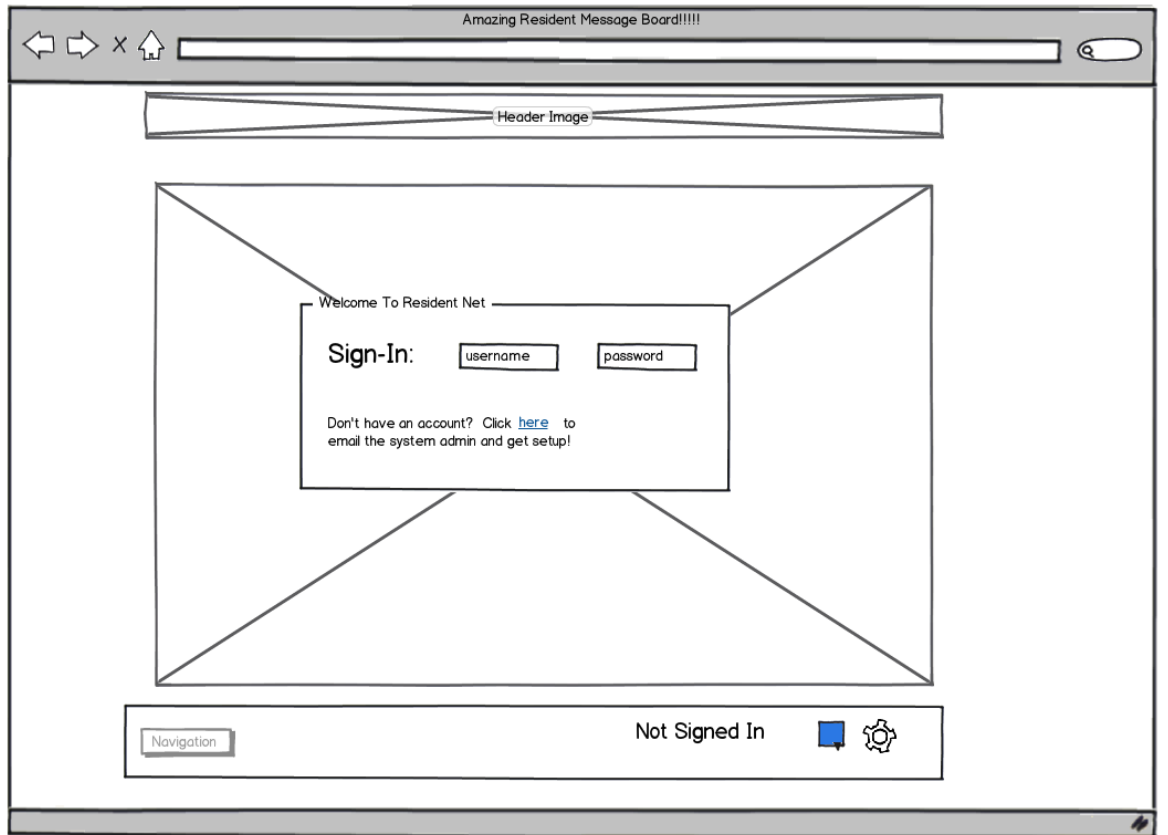 Amazing Resident Message Board!!!!!
Header Image
Welcome To Resident Net
Sign-In: username password
Don't have an account? Click here to
email the system admin and get setup!
Navigation Not Signed In